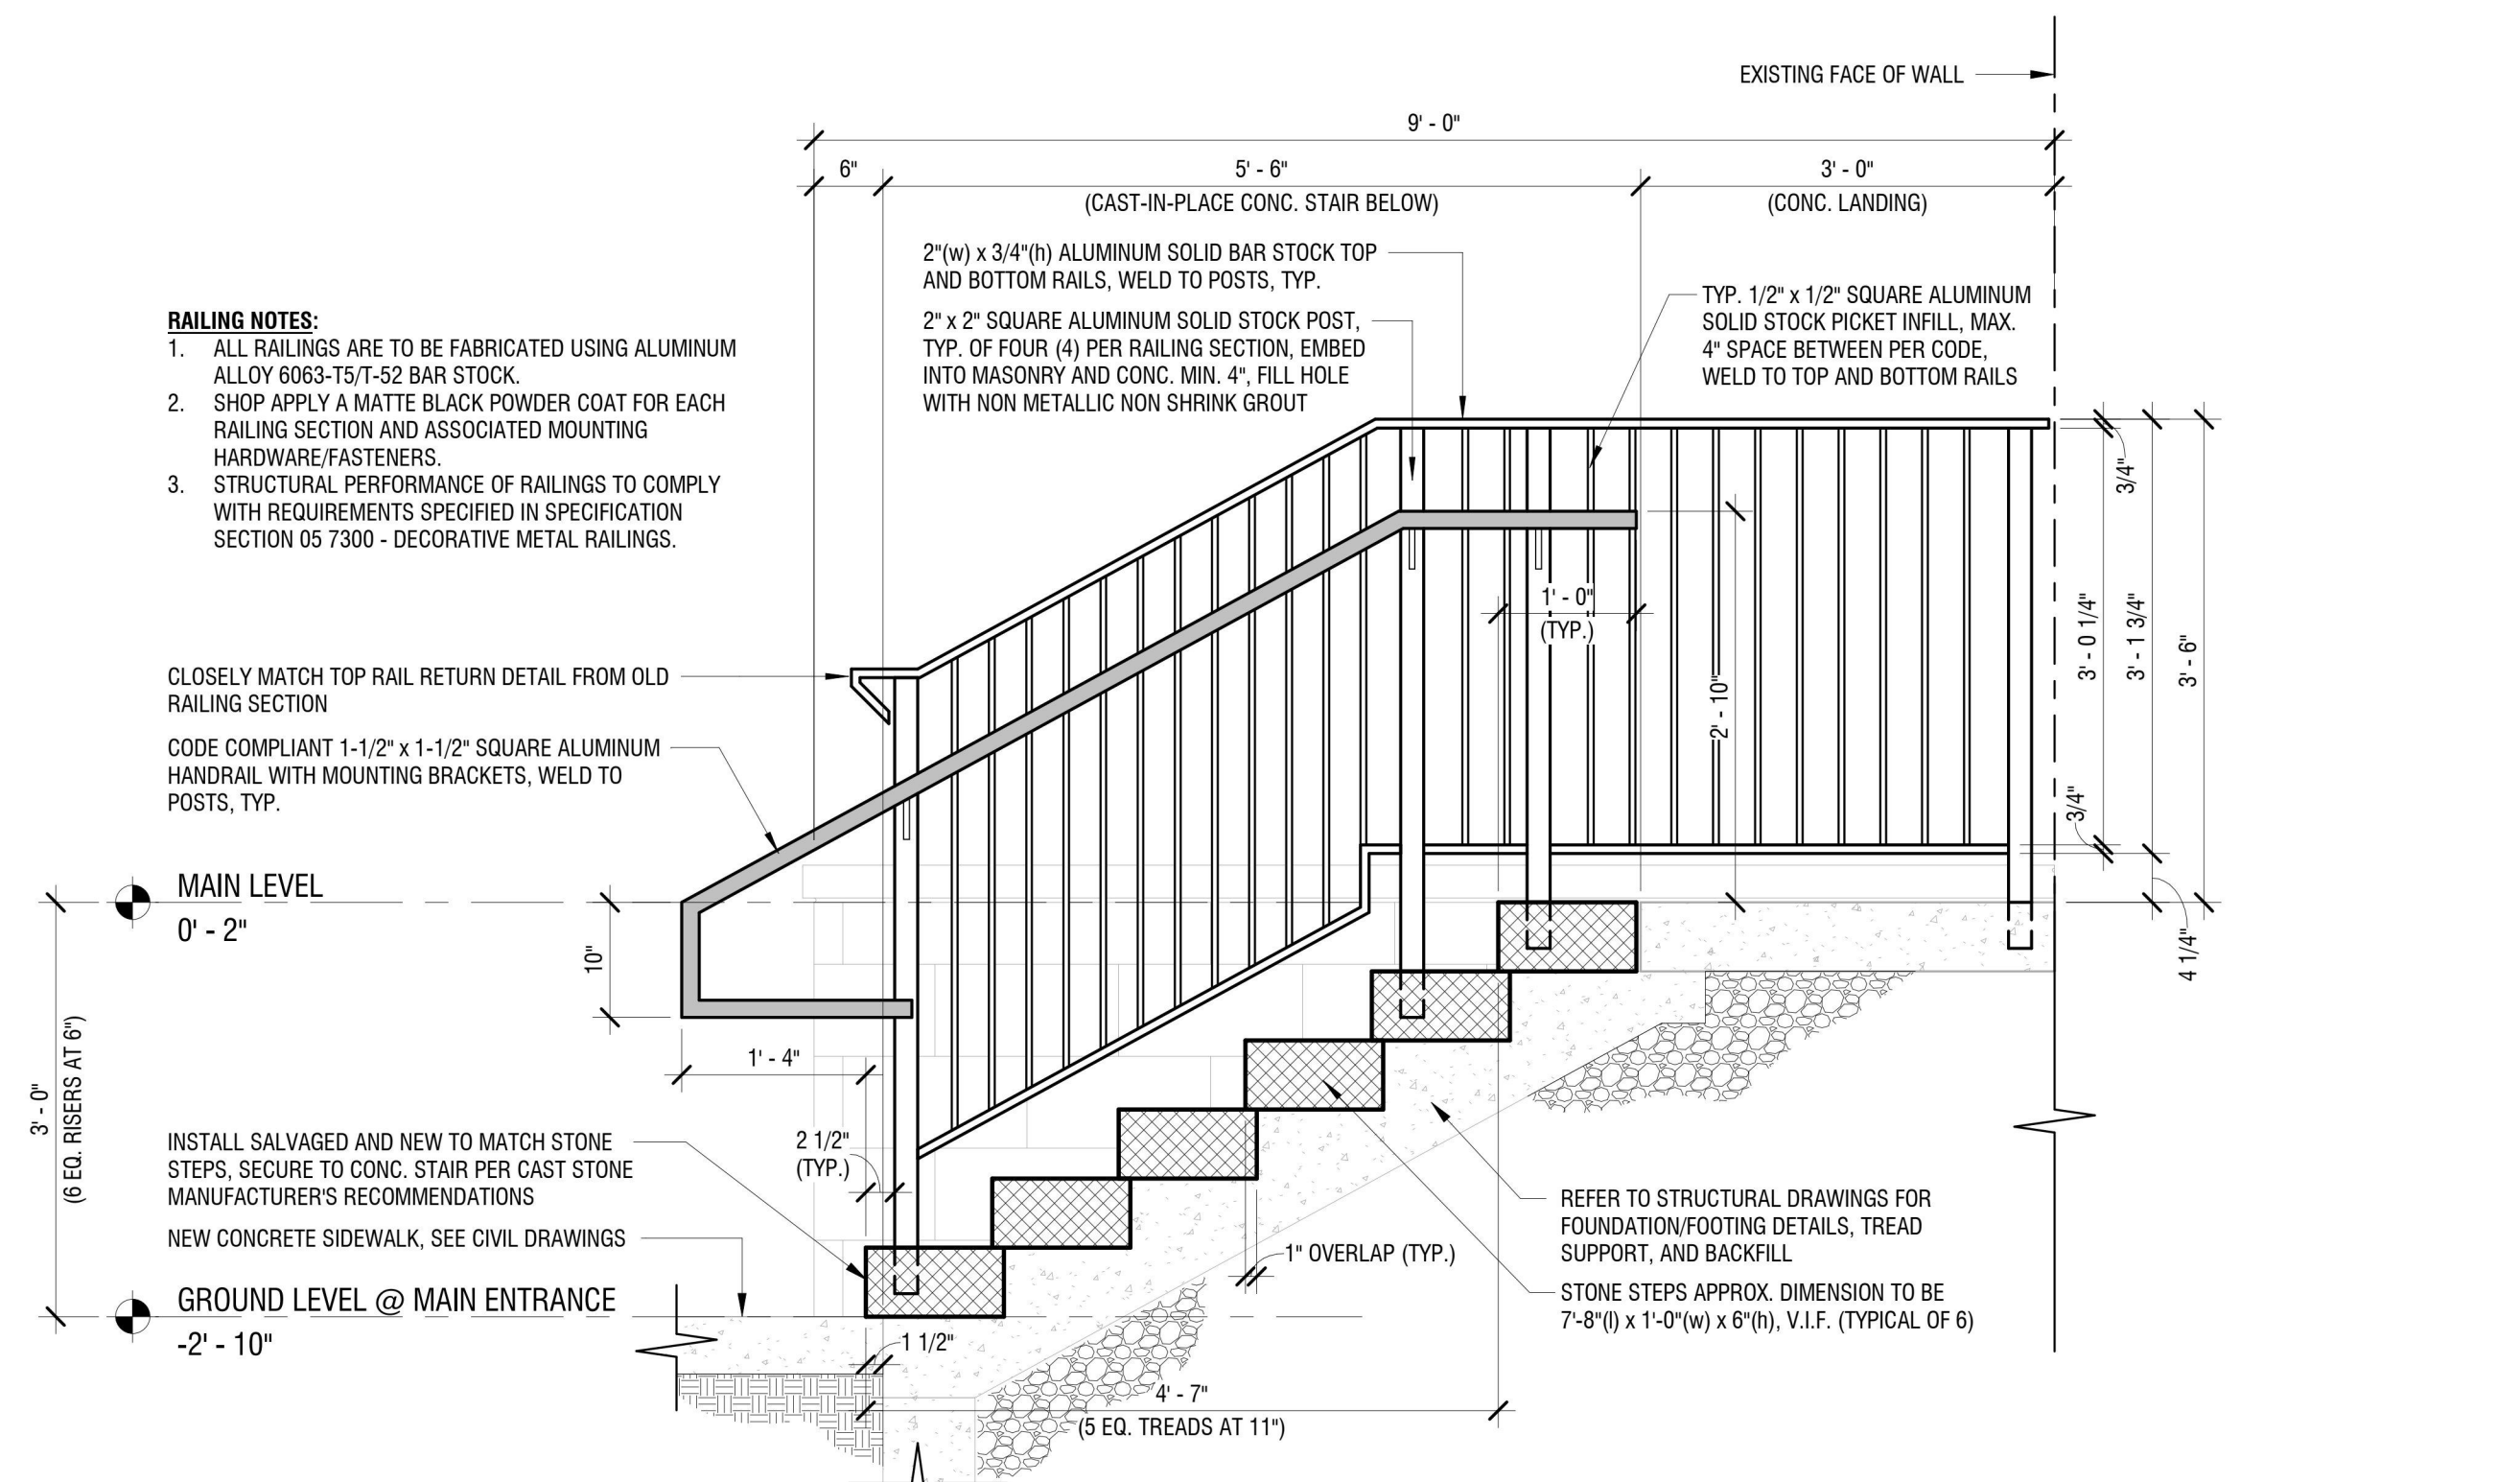 EXISTING FACE OF WALL
9' - 0"
6"
5' - 6"
3' - 0"
(CAST-IN-PLACE CONC. STAIR BELOW)
(CONC. LANDING)
2"(w) x 3/4"(h) ALUMINUM SOLID BAR STOCK TOP
AND BOTTOM RAILS, WELD TO POSTS, TYP.
2" x 2" SQUARE ALUMINUM SOLID STOCK POST,
TYP. OF FOUR (4) PER RAILING SECTION, EMBED
INTO MASONRY AND CONC. MIN. 4", FILL HOLE
WITH NON METALLIC NON SHRINK GROUT
TYP. 1/2" x 1/2" SQUARE ALUMINUM
SOLID STOCK PICKET INFILL, MAX.
4" SPACE BETWEEN PER CODE,
WELD TO TOP AND BOTTOM RAILS
RAILING NOTES:
1. ALL RAILINGS ARE TO BE FABRICATED USING ALUMINUM
ALLOY 6063-T5/T-52 BAR STOCK.
2. SHOP APPLY A MATTE BLACK POWDER COAT FOR EACH
RAILING SECTION AND ASSOCIATED MOUNTING
HARDWARE/FASTENERS.
3. STRUCTURAL PERFORMANCE OF RAILINGS TO COMPLY
WITH REQUIREMENTS SPECIFIED IN SPECIFICATION
SECTION 05 7300 - DECORATIVE METAL RAILINGS.
3/4"
1' - 0"
(TYP.)
2' - 10"
3' - 0 1/4"
3' - 1 3/4"
3' - 6"
3/4"
4 1/4"
CLOSELY MATCH TOP RAIL RETURN DETAIL FROM OLD
RAILING SECTION
CODE COMPLIANT 1-1/2" x 1-1/2" SQUARE ALUMINUM
HANDRAIL WITH MOUNTING BRACKETS, WELD TO
POSTS, TYP.
MAIN LEVEL
0' - 2"
10"
1' - 4"
3' - 0"
(6 EQ. RISERS AT 6")
2 1/2"
(TYP.)
INSTALL SALVAGED AND NEW TO MATCH STONE
STEPS, SECURE TO CONC. STAIR PER CAST STONE
MANUFACTURER'S RECOMMENDATIONS
NEW CONCRETE SIDEWALK, SEE CIVIL DRAWINGS
GROUND LEVEL @ MAIN ENTRANCE
-2' - 10"
1" OVERLAP (TYP.)
REFER TO STRUCTURAL DRAWINGS FOR
FOUNDATION/FOOTING DETAILS, TREAD
SUPPORT, AND BACKFILL
STONE STEPS APPROX. DIMENSION TO BE
7'-8"(l) x 1'-0"(w) x 6"(h), V.I.F. (TYPICAL OF 6)
1 1/2"
4' - 7"
(5 EQ. TREADS AT 11")